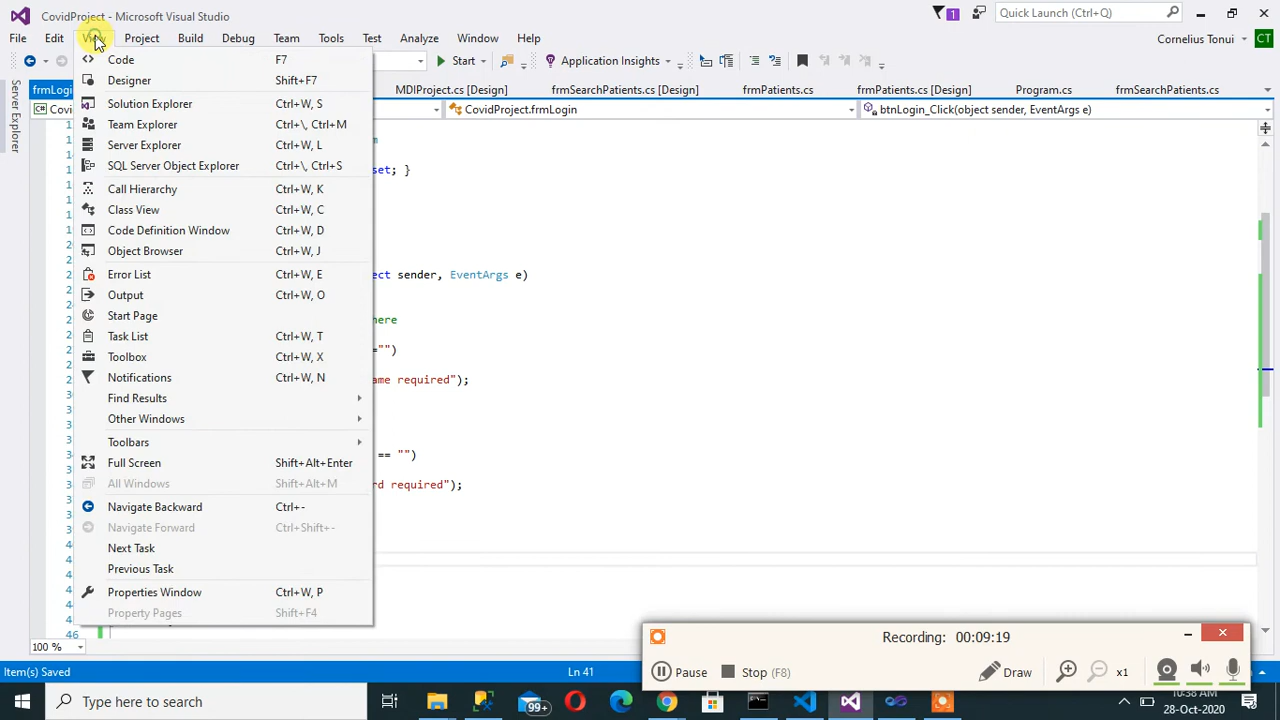 CovidProject - Microsoft Visual Studio
1
Quick Launch (Ctrl+Q)
File Edit View Project Build Debug Team Tools Test Analyze Window Help
Cornelius Tonui CT
Start Application Insights
MDIProject.cs [Design] frmSearchPatients.cs [Design] frmPatients.cs frmPatients.cs [Design] Program.cs frmSearchPatients.cs
CovidProject.frmLogin
btnLogin_Click(object sender, EventArgs e)
Server Explorer
Code F7
Designer Shift+F7
Solution Explorer Ctrl+W, S
Team Explorer Ctrl+\, Ctrl+M
Server Explorer Ctrl+W, L
SQL Server Object Explorer Ctrl+\, Ctrl+S
Call Hierarchy Ctrl+W, K
Class View Ctrl+W, C
Code Definition Window Ctrl+W, D
Object Browser Ctrl+W, J
Error List Ctrl+W, E
Output Ctrl+W, O
Start Page
Task List Ctrl+W, T
Toolbox Ctrl+W, X
Notifications Ctrl+W, N
Find Results
Other Windows
Toolbars
Full Screen Shift+Alt+Enter
All Windows Shift+Alt+M
Navigate Backward Ctrl+-
Navigate Forward Ctrl+Shift+-
Next Task
Previous Task
Properties Window Ctrl+W, P
Property Pages Shift+F4
set; }
ect sender, EventArgs e)
here
=="")
ame required");
== "")
rd required");
46
100 %
Recording: 00:09:19
Pause Stop (F8) Draw x1
Item(s) Saved Ln 41
Type here to search 99+
10:38 AM
28-Oct-2020